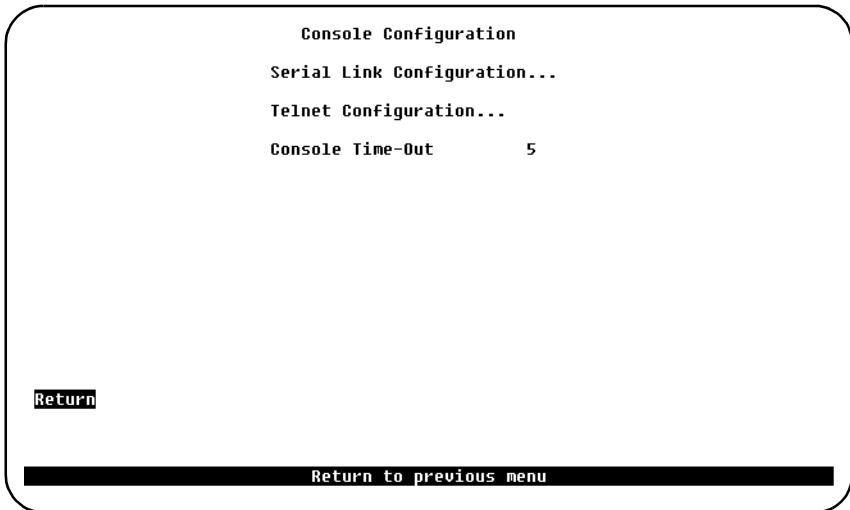 Console Configuration
Serial Link Configuration...
Telnet Configuration...
Console Time-Out 5
Return
Return to previous menu